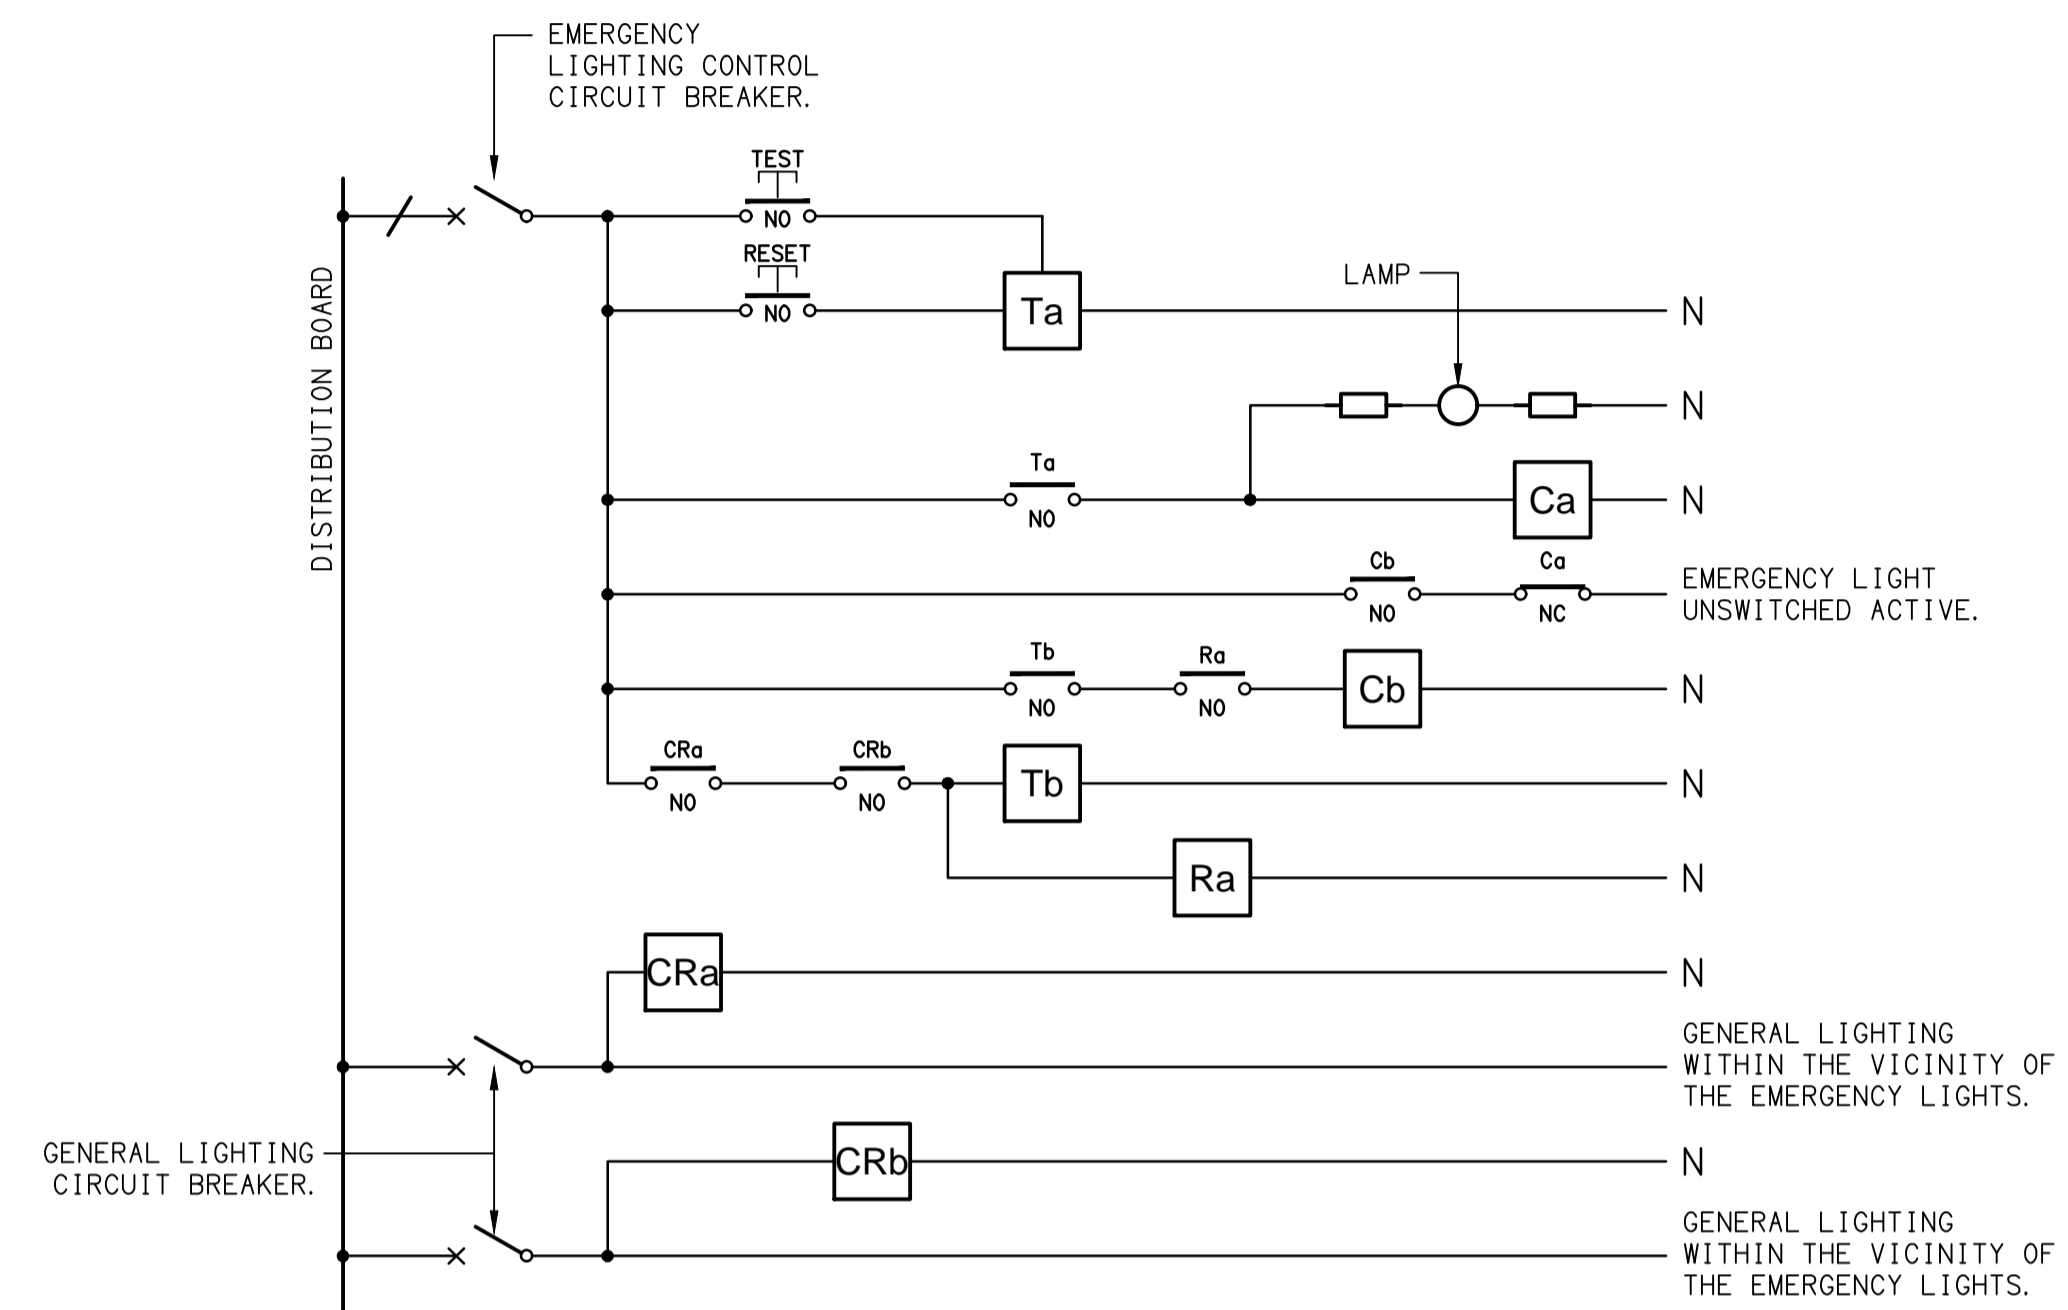 EMERGENCY
LIGHTING CONTROL
CIRCUIT BREAKER.
TEST
NO
RESET
NO
Ta
N
DISTRIBUTION BOARD
LAMP
N
Ta
NO
Ca
N
Cb
NO
Ca
NC
EMERGENCY LIGHT
UNSWITCHED ACTIVE.
Tb
NO
Ra
NO
Cb
N
CRa
NO
CRb
NO
Tb
N
Ra
N
CRa
N
GENERAL LIGHTING
WITHIN THE VICINITY OF
THE EMERGENCY LIGHTS.
GENERAL LIGHTING
CIRCUIT BREAKER.
CRb
N
GENERAL LIGHTING
WITHIN THE VICINITY OF
THE EMERGENCY LIGHTS.